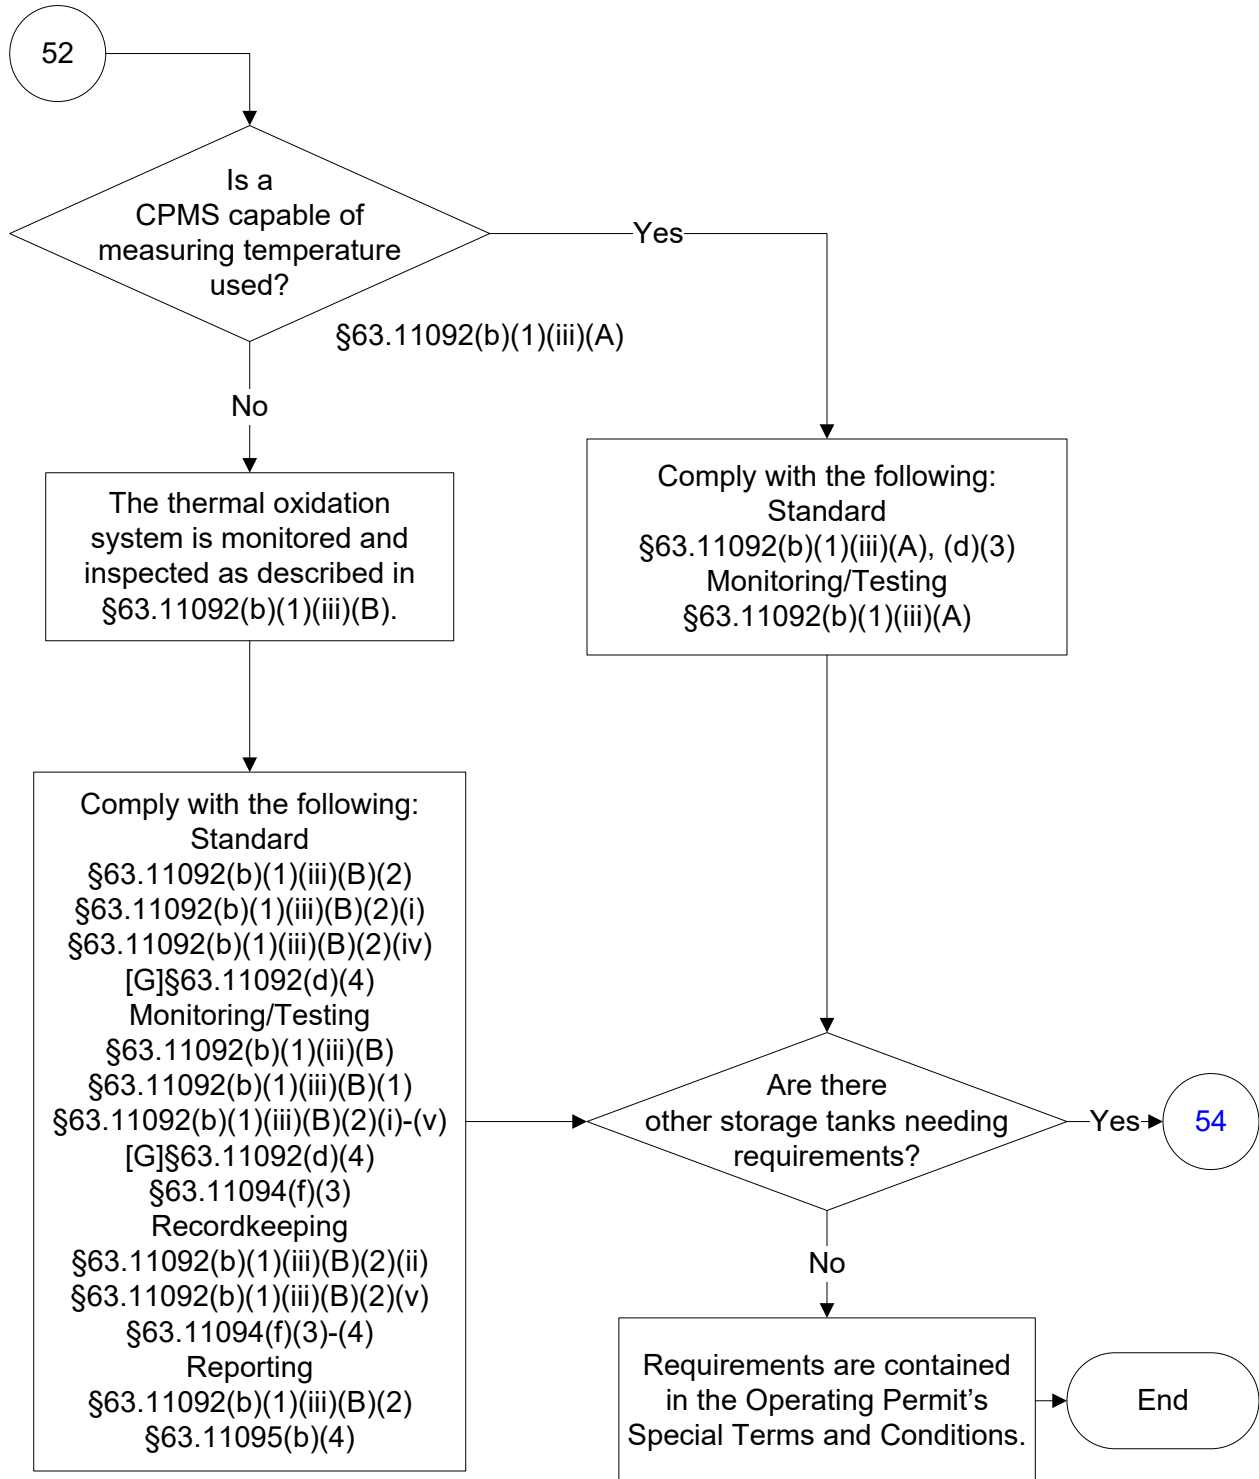 52
Is a
CPMS capable of
measuring temperature
used?
Yes
§63.11092(b)(1)(iii)(A)
No
The thermal oxidation
system is monitored and
inspected as described in
§63.11092(b)(1)(iii)(B).
Comply with the following:
Standard
§63.11092(b)(1)(iii)(A), (d)(3)
Monitoring/Testing
§63.11092(b)(1)(iii)(A)
Comply with the following:
Standard
§63.11092(b)(1)(iii)(B)(2)
§63.11092(b)(1)(iii)(B)(2)(i)
§63.11092(b)(1)(iii)(B)(2)(iv)
[G]§63.11092(d)(4)
Monitoring/Testing
§63.11092(b)(1)(iii)(B)
§63.11092(b)(1)(iii)(B)(1)
§63.11092(b)(1)(iii)(B)(2)(i)-(v)
[G]§63.11092(d)(4)
§63.11094(f)(3)
Recordkeeping
§63.11092(b)(1)(iii)(B)(2)(ii)
§63.11092(b)(1)(iii)(B)(2)(v)
§63.11094(f)(3)-(4)
Reporting
§63.11092(b)(1)(iii)(B)(2)
§63.11095(b)(4)
Are there
other storage tanks needing
requirements?
Yes
54
No
Requirements are contained
in the Operating Permit’s
Special Terms and Conditions.
End